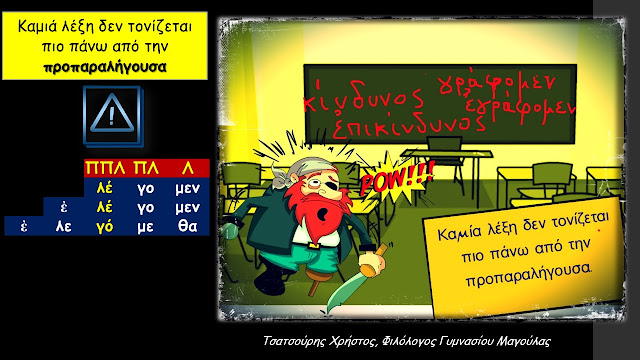 Καμιά λέξη δεν τονίζεται
πιο πάνω από την
προπαραλήγουσα
ΠΠΛ ΠΛ Λ
λέ γο μεν
ἐ λέ γο μεν
ἐ λε γό με θα
κίνδυνος γράφομεν
ἐγράφομεν
ἐπικίνδυνος
POW!!!
Καμία λέξη δεν τονίζεται
πιο πάνω από την
προπαραλήγουσα.
Τσατσούρης Χρήστος, Φιλόλογος Γυμνασίου Μαγούλας